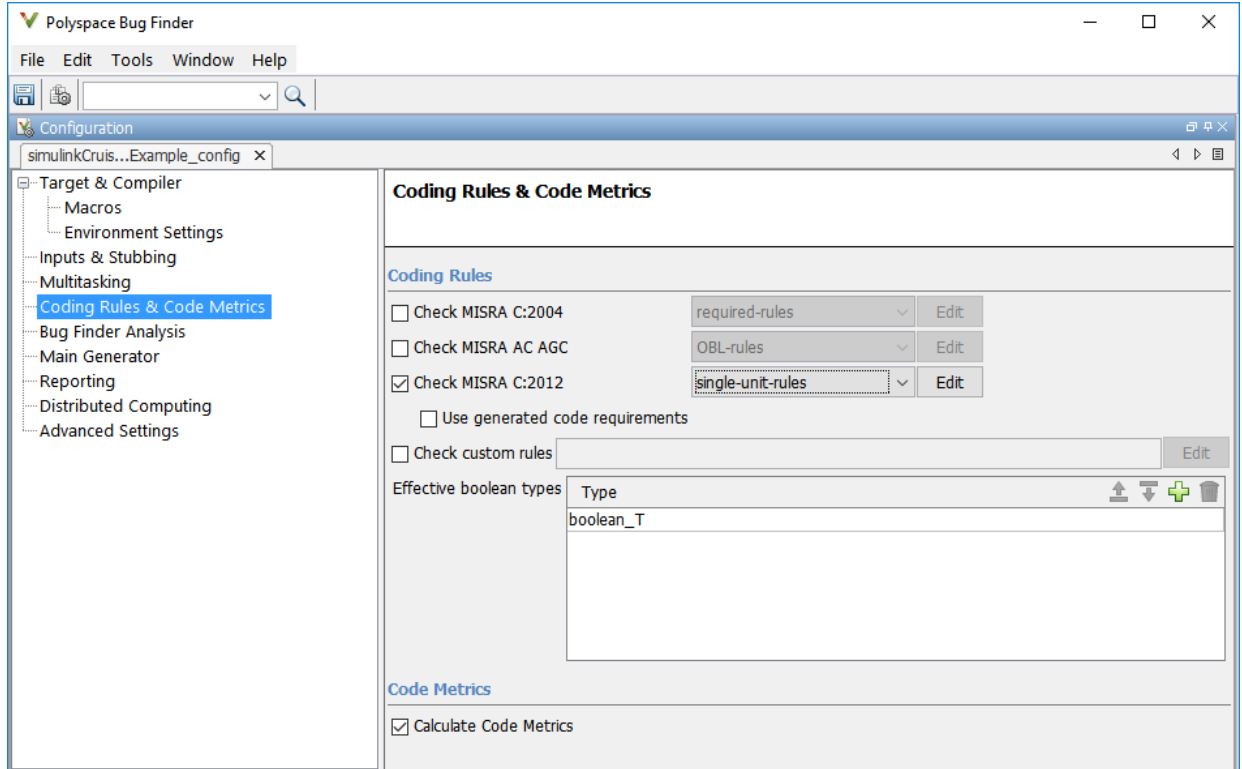 Polyspace Bug Finder
File Edit Tools Window Help
Configuration
simulinkCruis...Example_config
Target & Compiler
Macros
Environment Settings
Inputs & Stubbing
Multitasking
Coding Rules & Code Metrics
Bug Finder Analysis
Main Generator
Reporting
Distributed Computing
Advanced Settings
Coding Rules & Code Metrics
Coding Rules
Check MISRA C:2004 required-rules Edit
Check MISRA AC AGC OBL-rules Edit
Check MISRA C:2012 single-unit-rules Edit
Use generated code requirements
Check custom rules Edit
Effective boolean types Type
boolean_T
Code Metrics
Calculate Code Metrics